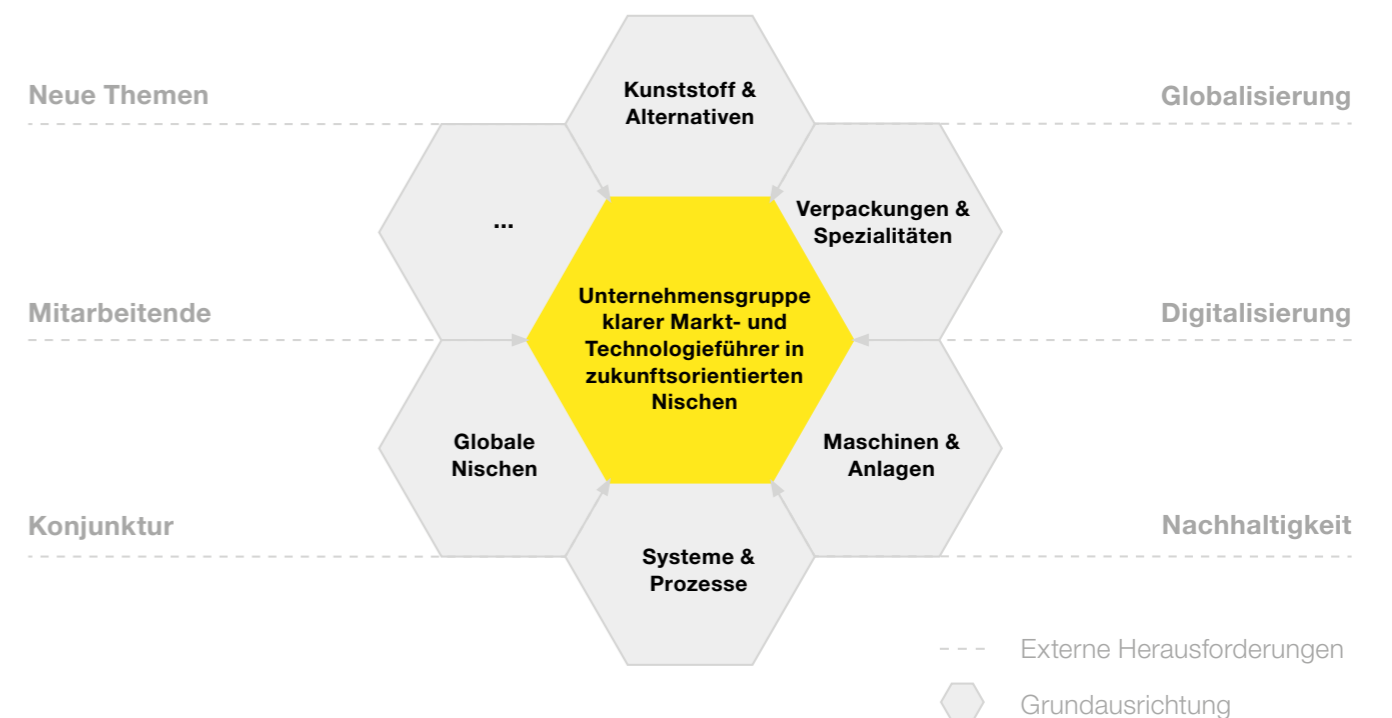 Kunststoff &
Alternativen
Neue Themen
Globalisierung
...
Verpackungen &
Spezialitäten
Mitarbeitende
Digitalisierung
Unternehmensgruppe
klarer Markt- und
Technologieführer in
zukunftsorientierten
Nischen
Globale
Nischen
Maschinen &
Anlagen
Konjunktur
Nachhaltigkeit
Systeme &
Prozesse
Externe Herausforderungen
Grundausrichtung